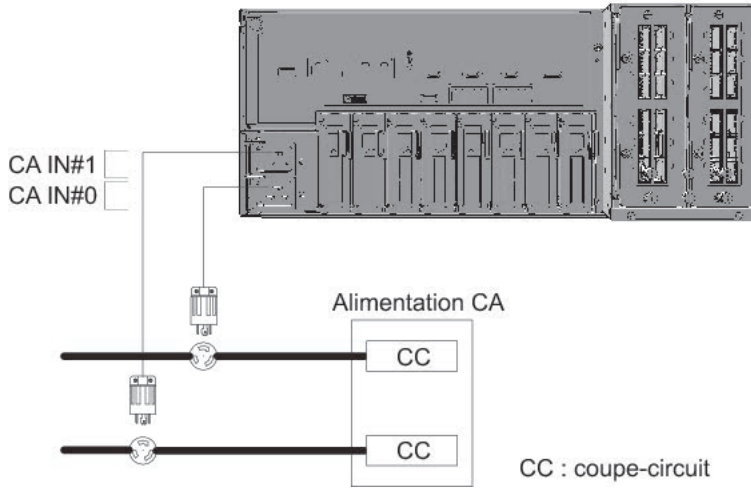 CA IN#1
CA IN#0
Alimentation CA
CC
CC
CC : coupe-circuit